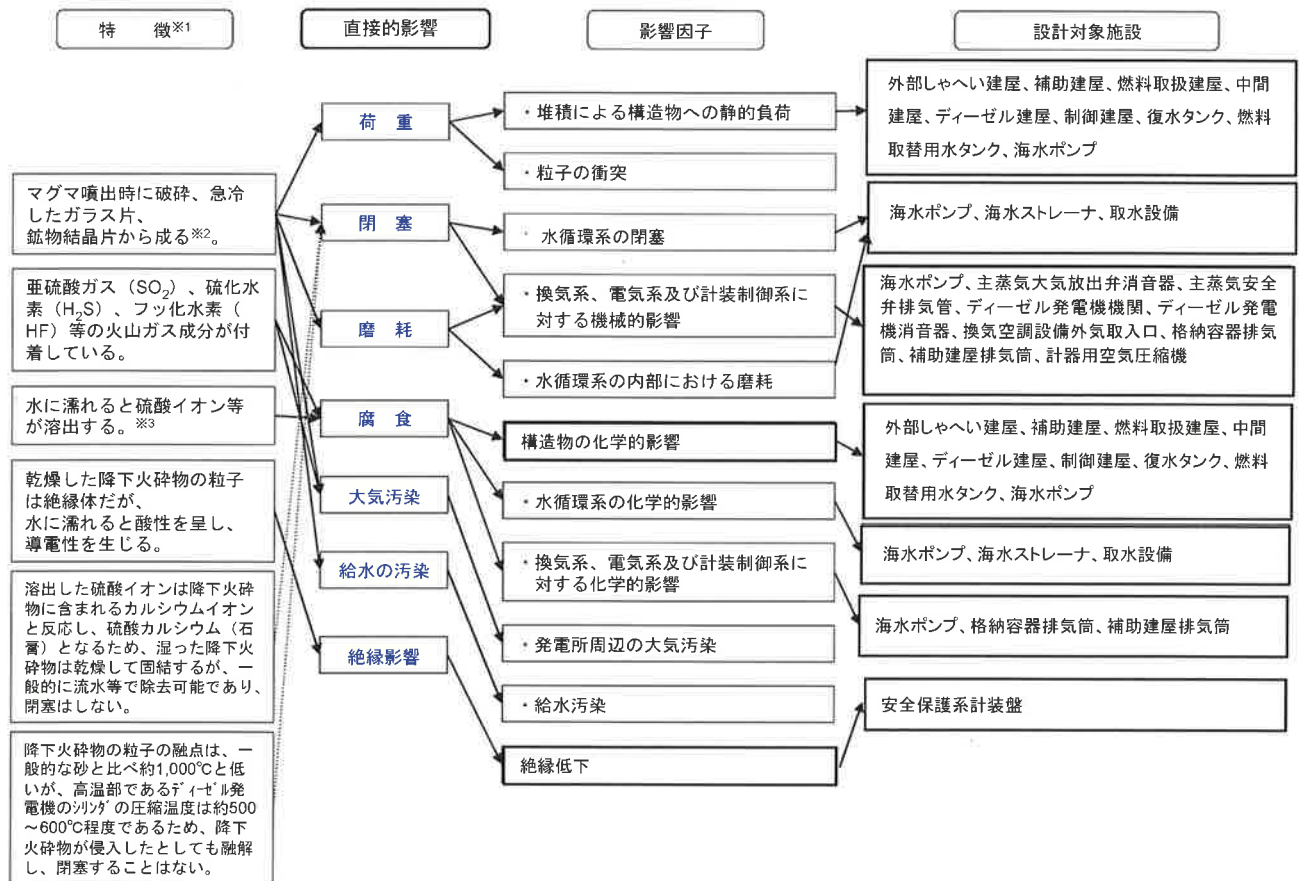 特 徴※1
直接的影響
影響因子
設計対象施設
マグマ噴出時に破砕、急冷
したガラス片、
鉱物結晶片から成る※2。
亜硫酸ガス（SO2）、硫化水
素（H2S）、フッ化水素（
HF）等の火山ガス成分が付
着している。
水に濡れると硫酸イオン等
が溶出する。※3
乾燥した降下火砕物の粒子
は絶縁体だが、
水に濡れると酸性を呈し、
導電性を生じる。
溶出した硫酸イオンは降下火砕
物に含まれるカルシウムイオン
と反応し、硫酸カルシウム（石
膏）となるため、湿った降下火
砕物は乾燥して固結するが、一
般的に流水等で除去可能であり、
閉塞はしない。
降下火砕物の粒子の融点は、一
般的な砂と比べ約1,000℃と低
いが、高温部であるディーゼル発
電機のシリンダの圧縮温度は約500
～600℃程度であるため、降下
火砕物が侵入したとしても融解
し、閉塞することはない。
荷 重
閉 塞
磨 耗
腐 食
大気汚染
給水の汚染
絶縁影響
・堆積による構造物への静的負荷
・粒子の衝突
・水循環系の閉塞
・換気系、電気系及び計装制御系に
対する機械的影響
・水循環系の内部における磨耗
構造物の化学的影響
・水循環系の化学的影響
・換気系、電気系及び計装制御系に
対する化学的影響
・発電所周辺の大気汚染
・給水汚染
絶縁低下
外部しゃへい建屋、補助建屋、燃料取扱建屋、中間
建屋、ディーゼル建屋、制御建屋、復水タンク、燃料
取替用水タンク、海水ポンプ
海水ポンプ、海水ストレーナ、取水設備
海水ポンプ、主蒸気大気放出弁消音器、主蒸気安全
弁排気管、ディーゼル発電機機関、ディーゼル発電
機消音器、換気空調設備外気取入口、格納容器排気
筒、補助建屋排気筒、計器用空気圧縮機
外部しゃへい建屋、補助建屋、燃料取扱建屋、中間
建屋、ディーゼル建屋、制御建屋、復水タンク、燃料
取替用水タンク、海水ポンプ
海水ポンプ、海水ストレーナ、取水設備
海水ポンプ、格納容器排気筒、補助建屋排気筒
安全保護系計装盤